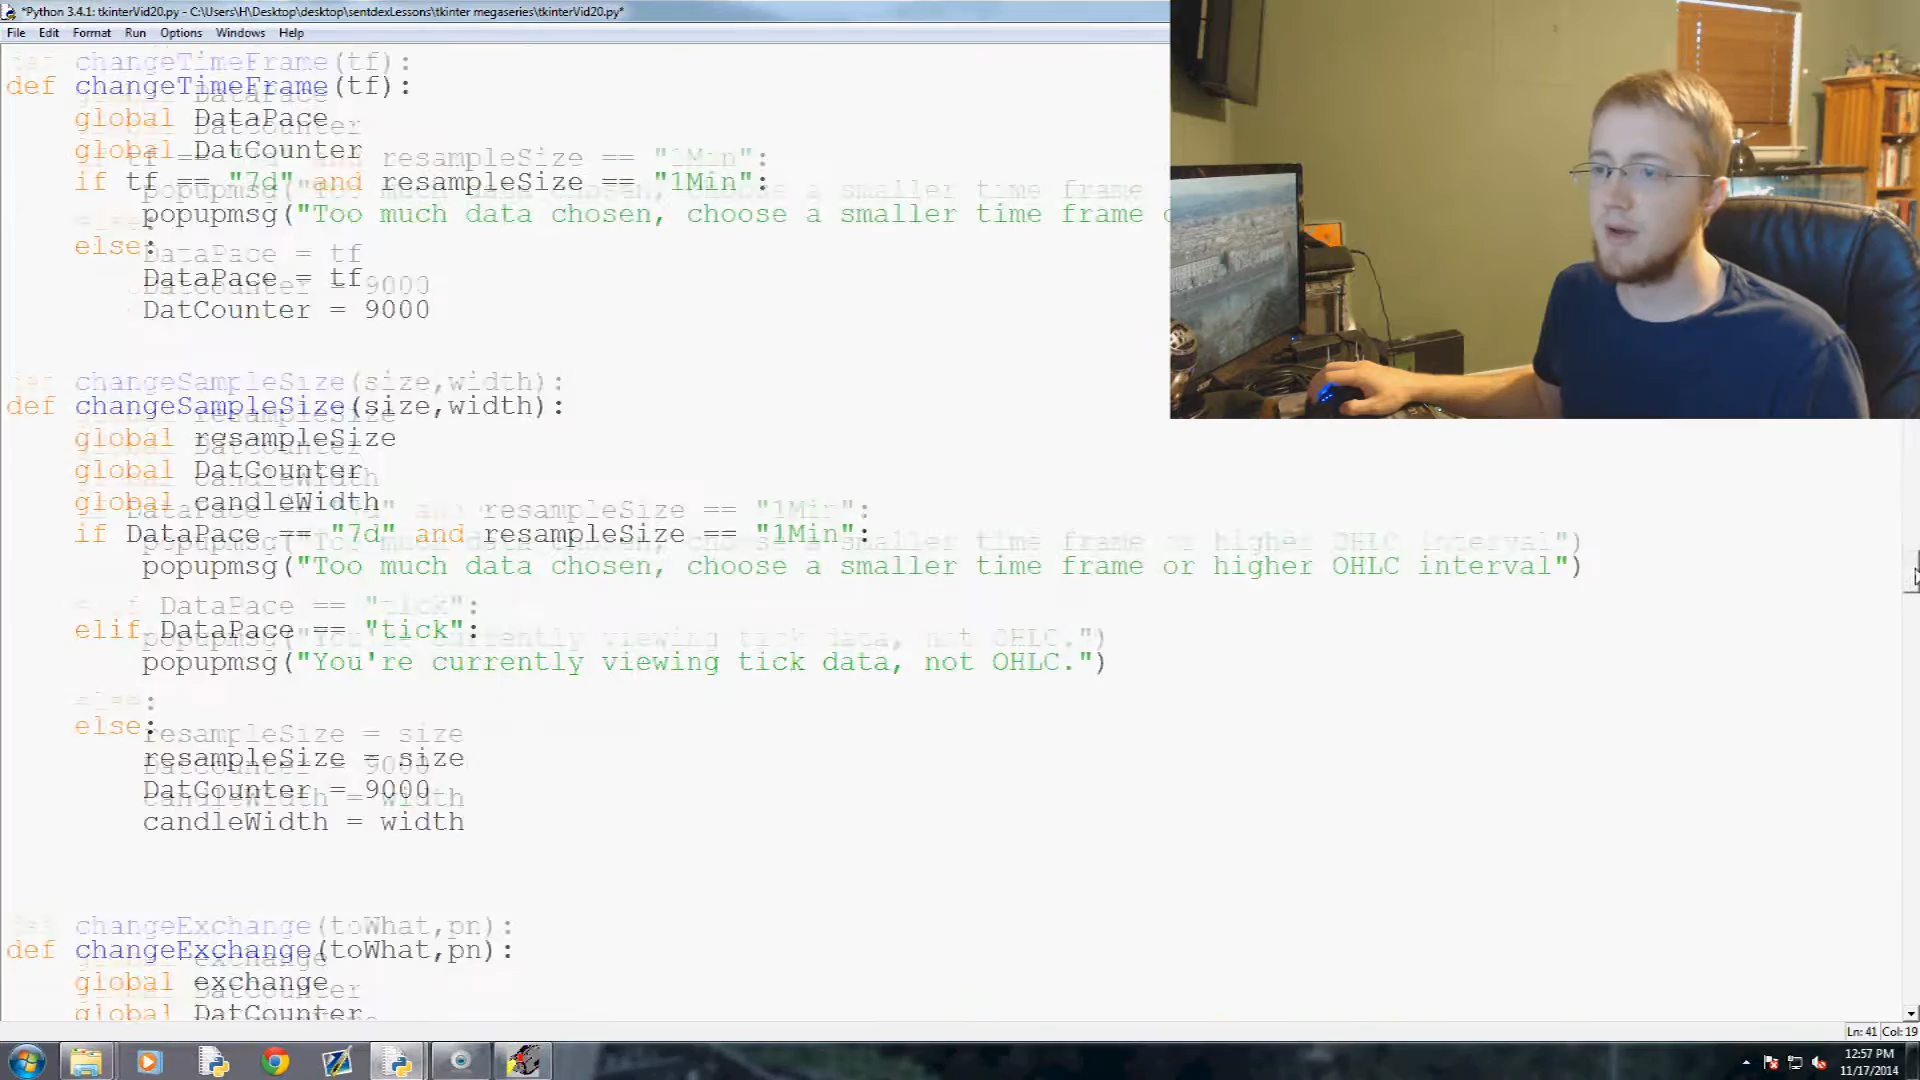 *Python 3.4.1: tkinterVid20.py - C:\Users\H\Desktop\desktop\sentdexLessons\tkinter megaseries\tkinterVid20.py*
File Edit Format Run Options Windows Help
def changeTimeFrame(tf):
global DataPace
global DatCounter
if tf == "7d" and resampleSize == "1Min":
popupmsg("Too much data chosen, choose a smaller time frame
else:
DataPace = tf
DatCounter = 9000
def changeSampleSize(size,width):
global resampleSize
global DatCounter
global candleWidth
if DataPace == "7d" and resampleSize == "1Min":
popupmsg("Too much data chosen, choose a smaller time frame or higher OHLC interval")
elif DataPace == "tick":
popupmsg("You're currently viewing tick data, not OHLC.")
else:
resampleSize = size
DatCounter = 9000
candleWidth = width
def changeExchange(toWhat,pn):
global exchange
global DatCounter
Ln: 41 Col: 19
12:57 PM
11/17/2014